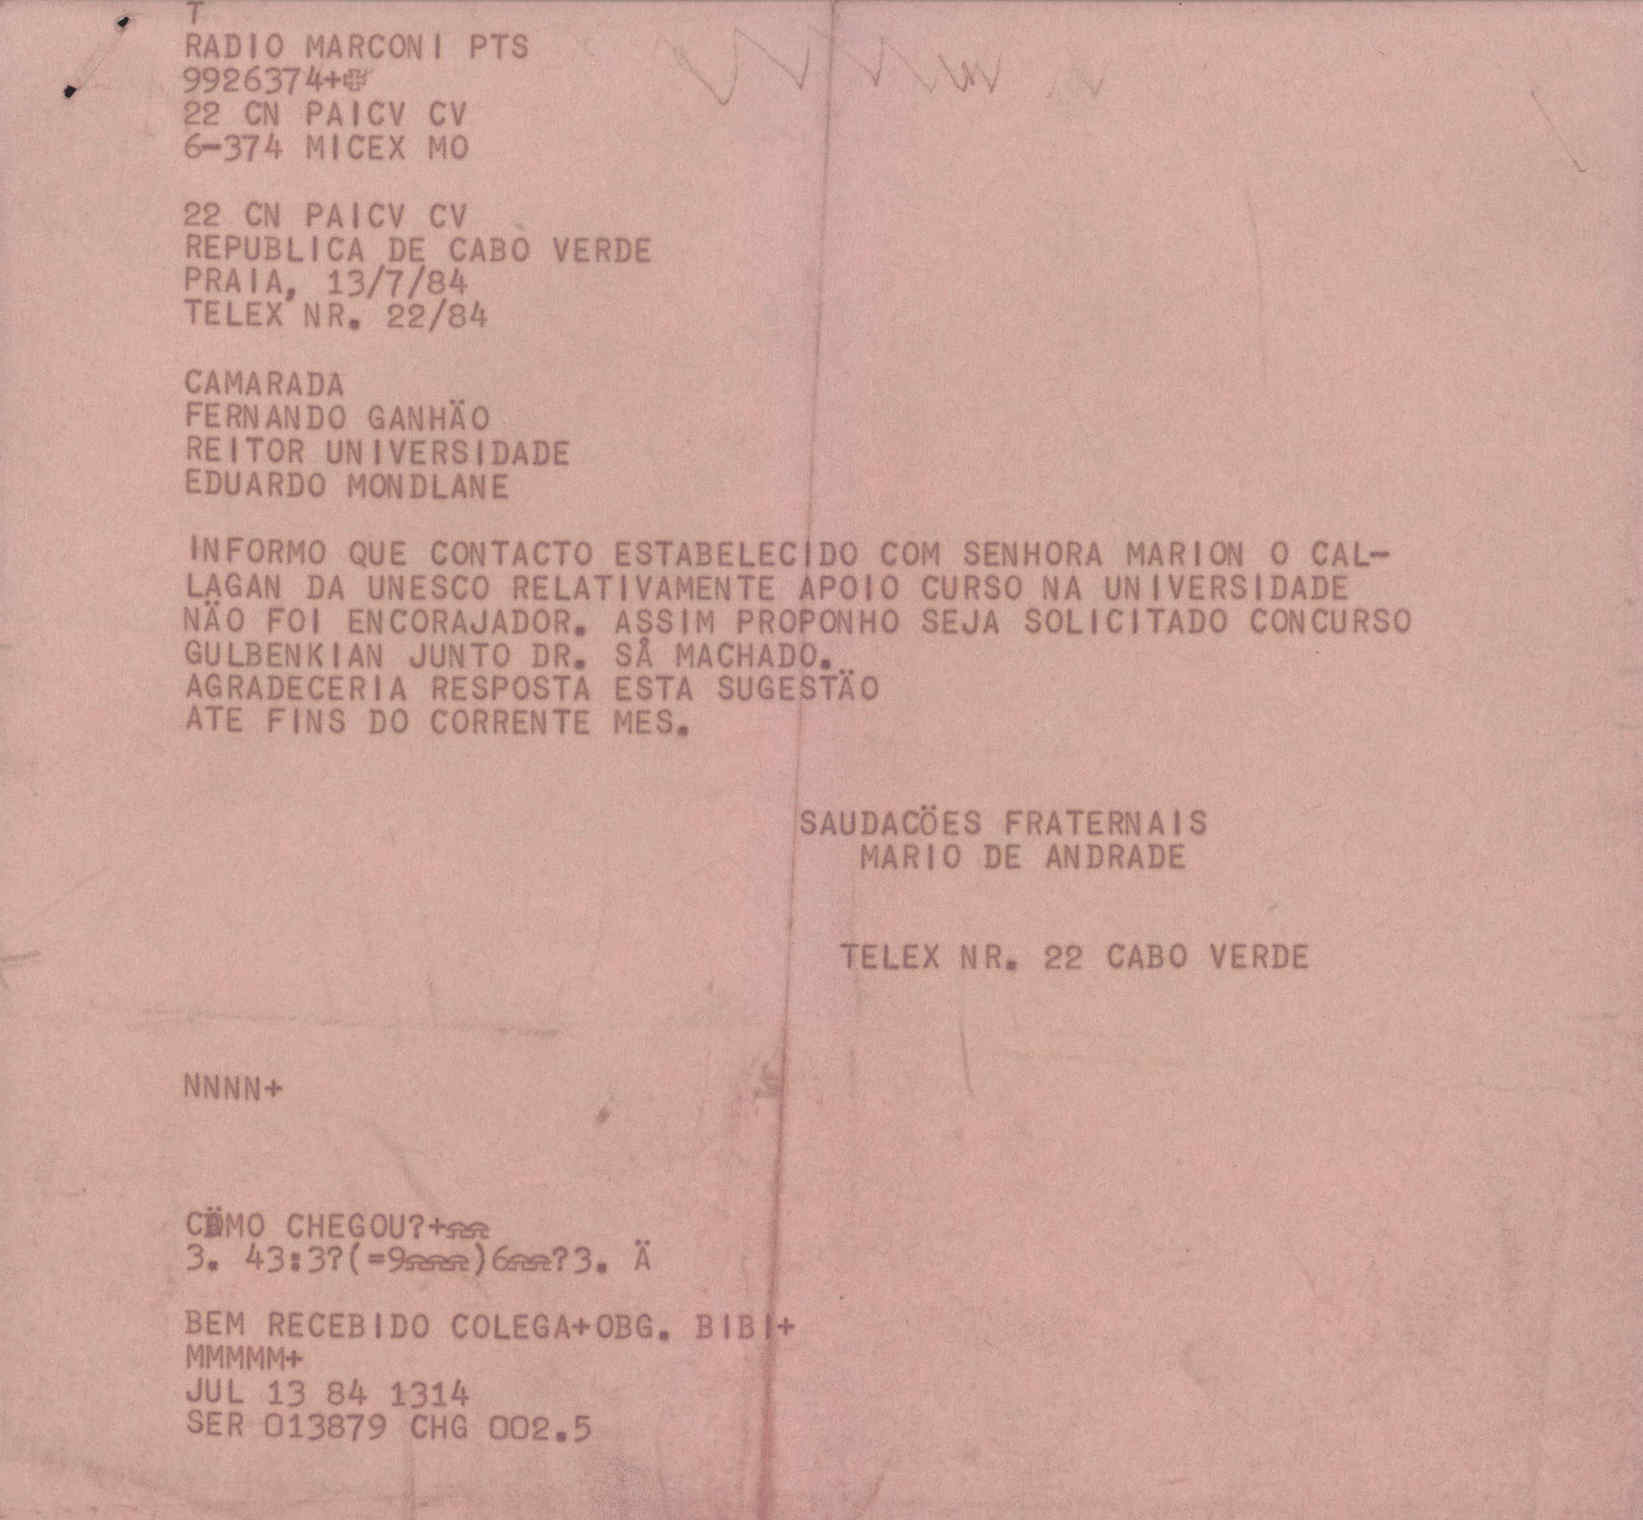 T
RADIO MARCONI PTS
9926374+✠
22 CN PAICV CV
6-374 MICEX MO
22 CN PAICV CV
REPUBLICA DE CABO VERDE
PRAIA, 13/7/84
TELEX NR. 22/84
CAMARADA
FERNANDO GANHÄO
REITOR UNIVERSIDADE
EDUARDO MONDLANE
INFORMO QUE CONTACTO ESTABELECIDO COM SENHORA MARION O CAL-
LAGAN DA UNESCO RELATIVAMENTE APOIO CURSO NA UNIVERSIDADE
NÄO FOI ENCORAJADOR. ASSIM PROPONHO SEJA SOLICITADO CONCURSO
GULBENKIAN JUNTO DR. SÅ MACHADO.
AGRADECERIA RESPOSTA ESTA SUGESTÄO
ATE FINS DO CORRENTE MES.
SAUDACÖES FRATERNAIS
MARIO DE ANDRADE
TELEX NR. 22 CABO VERDE
NNNN+
COMO CHEGOU?+
3. 43:3?(=9)6?3. Ä
BEM RECEBIDO COLEGA+OBG. BIBI+
MMMMM+
JUL 13 84 1314
SER 013879 CHG 002.5